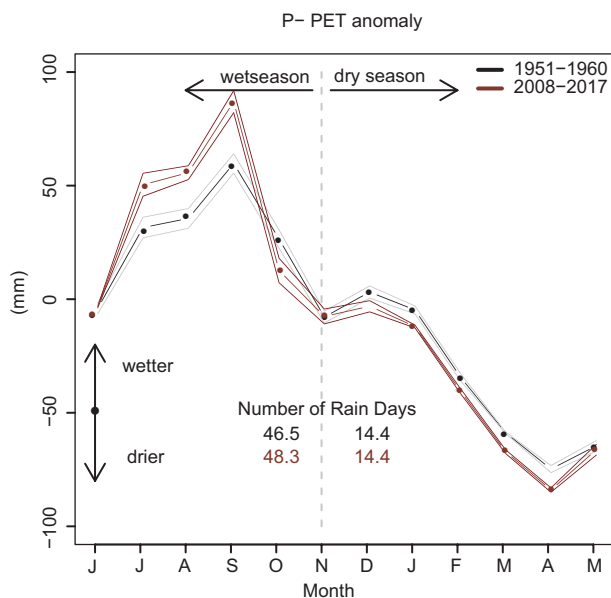 P− PET anomaly
1951−1960
2008−2017
wetseason
dry season
100
50
0
−50
−100
(mm)
wetter
drier
Number of Rain Days
46.5 14.4
48.3 14.4
J J A S O N D J F M A M
Month